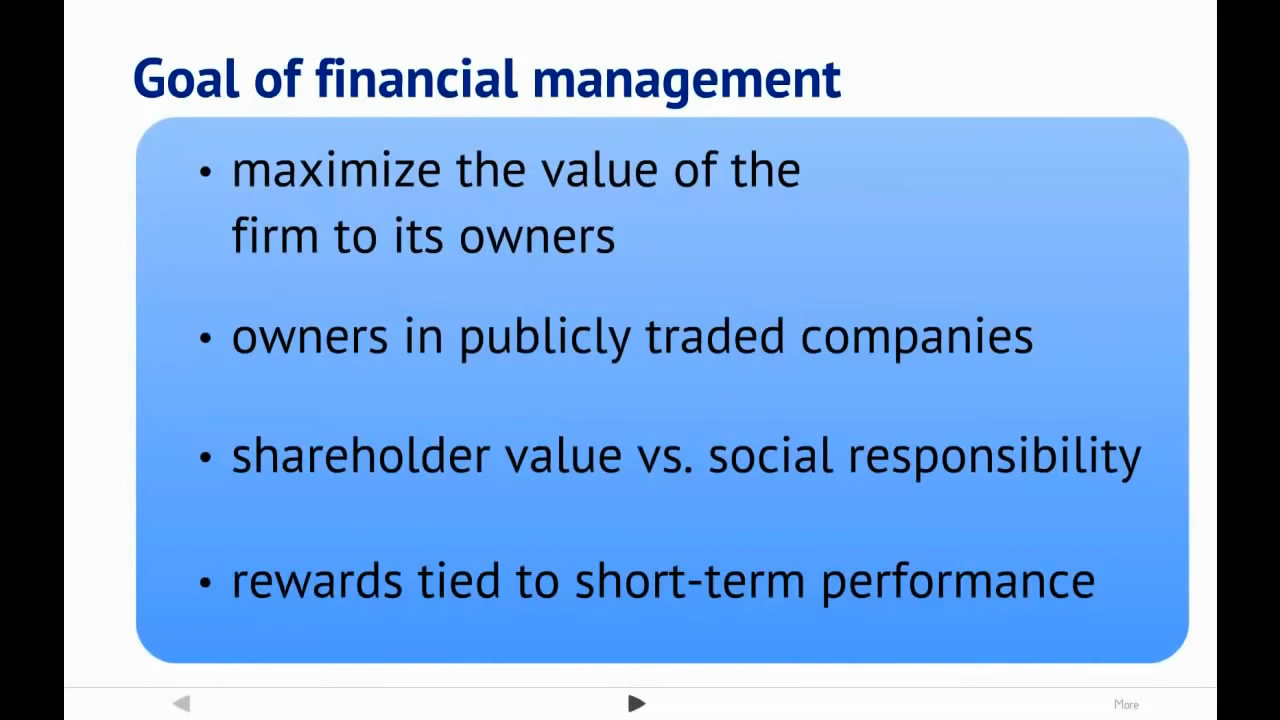 Goal of financial management
• maximize the value of the
firm to its owners
• owners in publicly traded companies
• shareholder value vs. social responsibility
• rewards tied to short-term performance
More